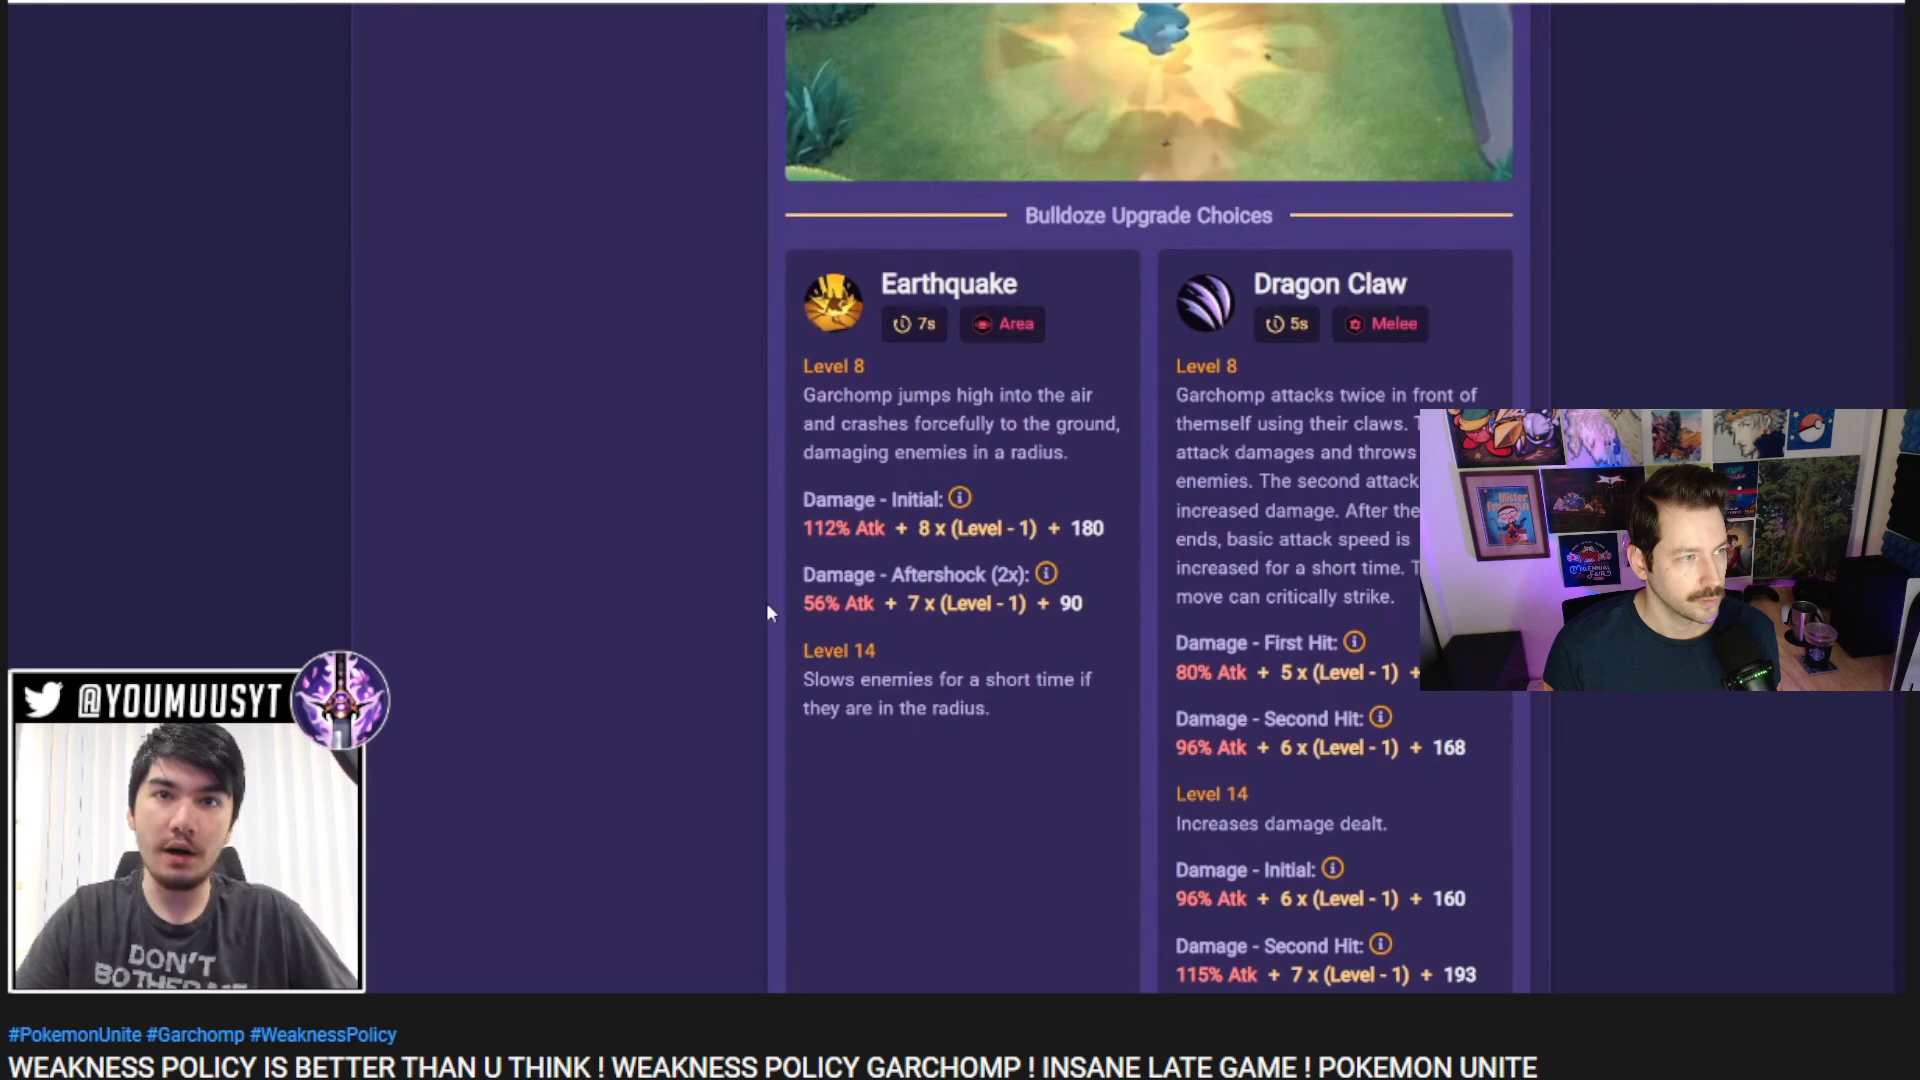 Bulldoze Upgrade Choices
Earthquake
7s
Area
Level 8
Garchomp jumps high into the air
and crashes forcefully to the ground,
damaging enemies in a radius.
Damage - Initial:
112% Atk + 8 x (Level - 1) + 180
Damage - Aftershock (2x):
56% Atk + 7 x (Level - 1) + 90
Level 14
Slows enemies for a short time if
they are in the radius.
Dragon Claw
5s
Melee
Level 8
Garchomp attacks twice in front of
themself using their claws.
attack damages and throws
enemies. The second attack
increased damage. After the
ends, basic attack speed is
increased for a short time.
move can critically strike.
Damage - First Hit:
80% Atk + 5 x (Level - 1) +
Damage - Second Hit:
96% Atk + 6 x (Level - 1) + 168
Level 14
Increases damage dealt.
Damage - Initial:
96% Atk + 6 x (Level - 1) + 160
Damage - Second Hit:
115% Atk + 7 x (Level - 1) + 193
@YOUMUUSYT
DON'T
#PokemonUnite #Garchomp #WeaknessPolicy
WEAKNESS POLICY IS BETTER THAN U THINK ! WEAKNESS POLICY GARCHOMP ! INSANE LATE GAME ! POKEMON UNITE